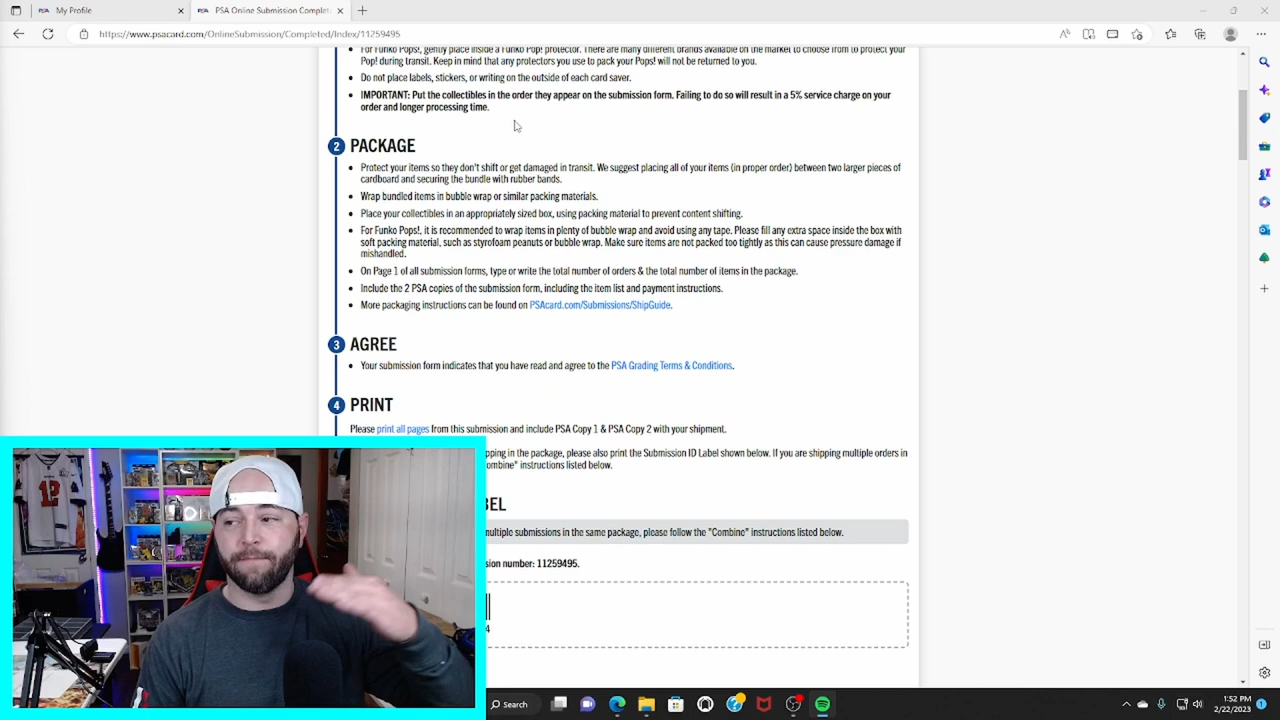 My Profile
PSA Online Submission Complet
https://www.psacard.com/OnlineSubmission/Completed/Index/11259495
For Funko Pops!, gently place inside a Funko Pop! protector. There are many different brands available on the market to choose from to protect your
Pop! during transit. Keep in mind that any protectors you use to pack your Pops! will not be returned to you.
Do not place labels, stickers, or writing on the outside of each card saver.
IMPORTANT: Put the collectibles in the order they appear on the submission form. Failing to do so will result in a 5% service charge on your
order and longer processing time.
2 PACKAGE
Protect your items so they don't shift or get damaged in transit. We suggest placing all of your items (in proper order) between two larger pieces of
cardboard and securing the bundle with rubber bands.
Wrap bundled items in bubble wrap or similar packing materials.
Place your collectibles in an appropriately sized box, using packing material to prevent content shifting.
For Funko Pops!, it is recommended to wrap items in plenty of bubble wrap and avoid using any tape. Please fill any extra space inside the box with
soft packing material, such as styrofoam peanuts or bubble wrap. Make sure items are not packed too tightly as this can cause pressure damage if
mishandled.
On Page 1 of all submission forms, type or write the total number of orders & the total number of items in the package.
Include the 2 PSA copies of the submission form, including the item list and payment instructions.
More packaging instructions can be found on PSAcard.com/Submissions/ShipGuide.
3 AGREE
Your submission form indicates that you have read and agree to the PSA Grading Terms & Conditions.
4 PRINT
Please print all pages from this submission and include PSA Copy 1 & PSA Copy 2 with your shipment.
pping in the package, please also print the Submission ID Label shown below. If you are shipping multiple orders in
ombine" instructions listed below.
BEL
multiple submissions in the same package, please follow the "Combine" instructions listed below.
sion number: 11259495.
4
12
Search
1:52 PM
2/22/2023